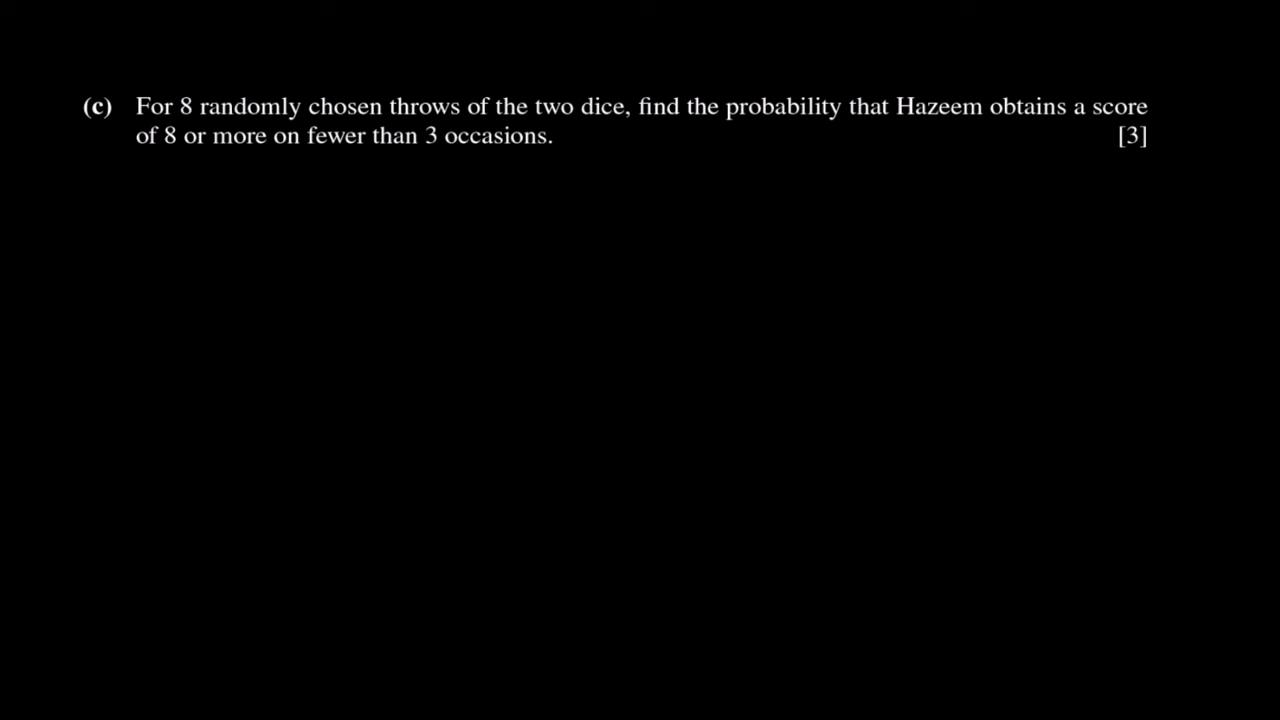 (c) For 8 randomly chosen throws of the two dice, find the probability that Hazeem obtains a score
of 8 or more on fewer than 3 occasions. [3]